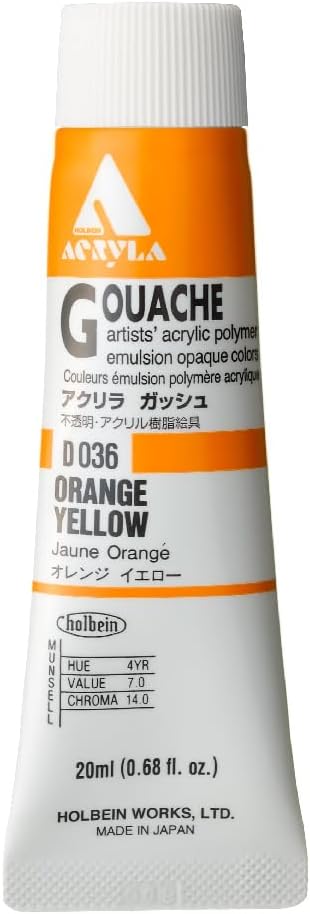 HOLBEIN
ACRYLA
GOUACHE
artists' acrylic polymer
emulsion opaque colors
Couleurs émulsion polymère acrylique
アクリラ ガッシュ
不透明・アクリル樹脂絵具
D036
ORANGE
YELLOW
Jaune Orangé
オレンジ イエロー
holbein
MUNSELL
HUE 4YR
VALUE 7.0
CHROMA 14.0
20ml (0.68 fl. oz.)
HOLBEIN WORKS, LTD.
MADE IN JAPAN